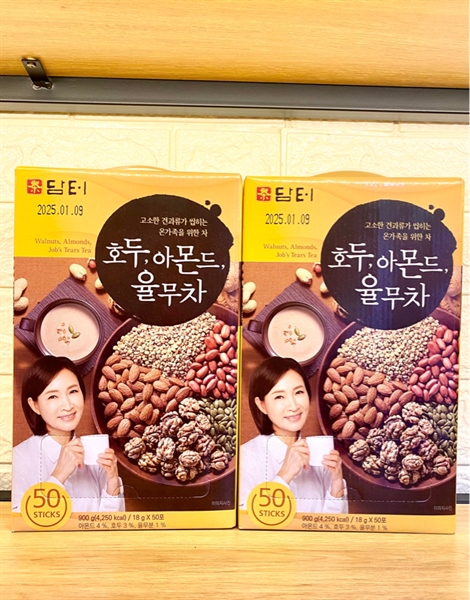 담터
2025.01.09
고소한 견과류가 씹히는
온가족을 위한 차
Walnuts, Almonds,
Job's Tears Tea
호두, 아몬드,
율무차
50
STICKS
900 g(4,250 kcal) / 18 g X 50포
아몬드 4 %, 호두 3 %, 율무분 1 %
담터
2025.01.09
고소한 견과류가 씹히는
온가족을 위한 차
Walnuts, Almonds,
Job's Tears Tea
호두, 아몬드,
율무차
50
STICKS
900 g(4,250 kcal) / 18 g X 50포
아몬드 4 %, 호두 3 %, 율무분 1 %